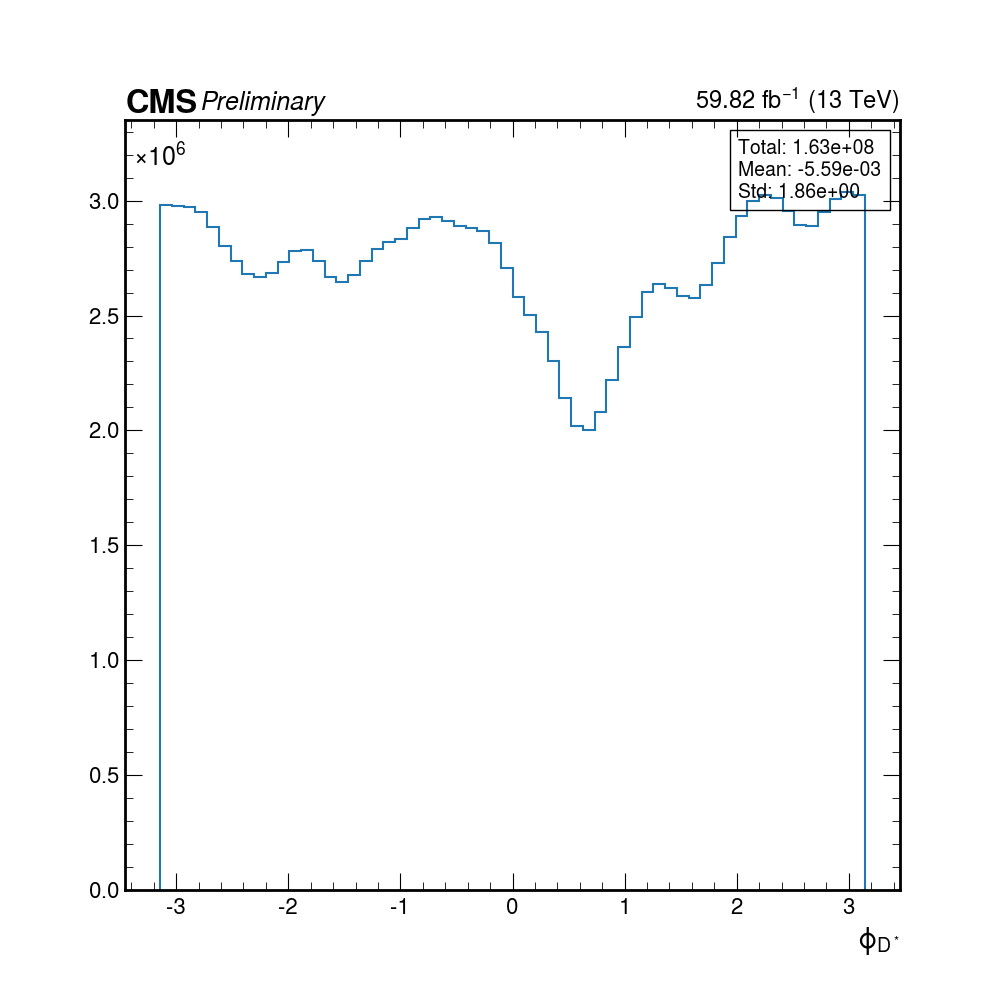 CMS Preliminary
59.82 fb⁻¹ (13 TeV)
×10⁶
Total: 1.63e+08
Mean: -5.59e-03
Std: 1.86e+00
3.0
2.5
2.0
1.5
1.0
0.5
0.0
-3 -2 -1 0 1 2 3
ϕ_D*